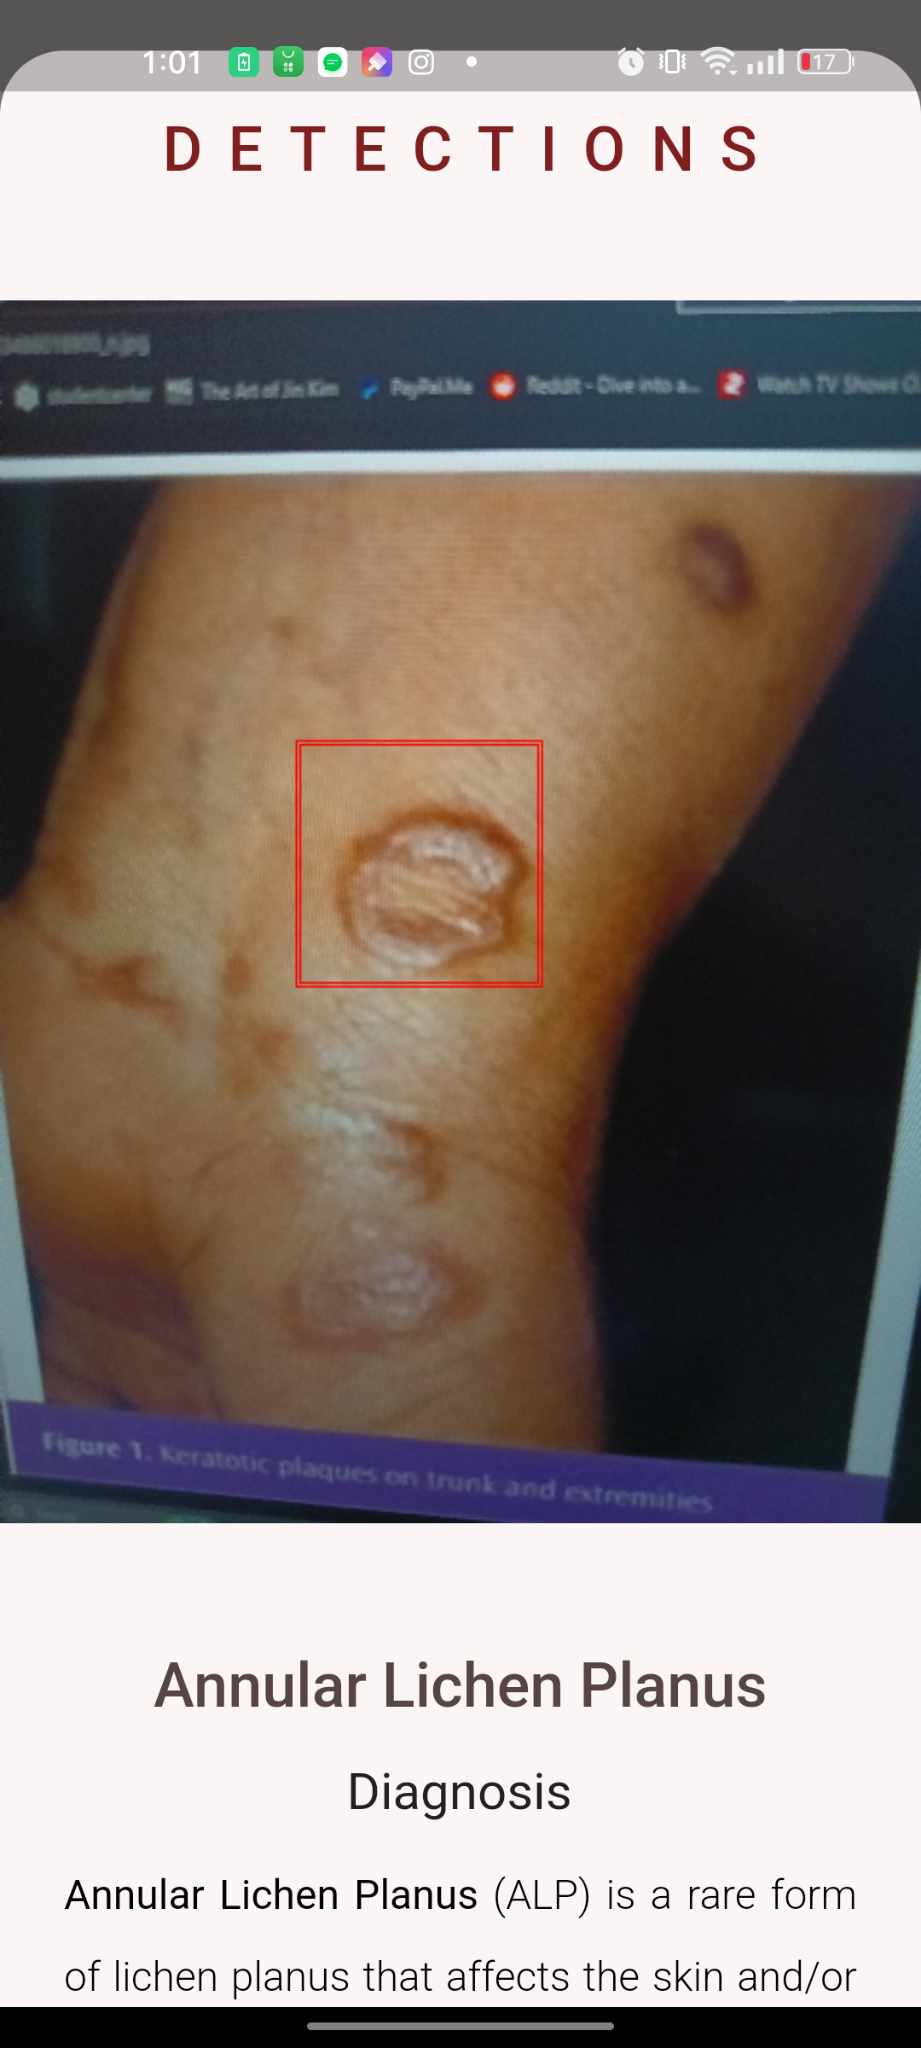 1:01
17
DETECTIONS
The Art of Jin Kim PayPal.Me Reddit - Dive into a... Watch TV Shows O
Figure 1. Keratotic plaques on trunk and extremities
Annular Lichen Planus
Diagnosis
Annular Lichen Planus (ALP) is a rare form
of lichen planus that affects the skin and/or